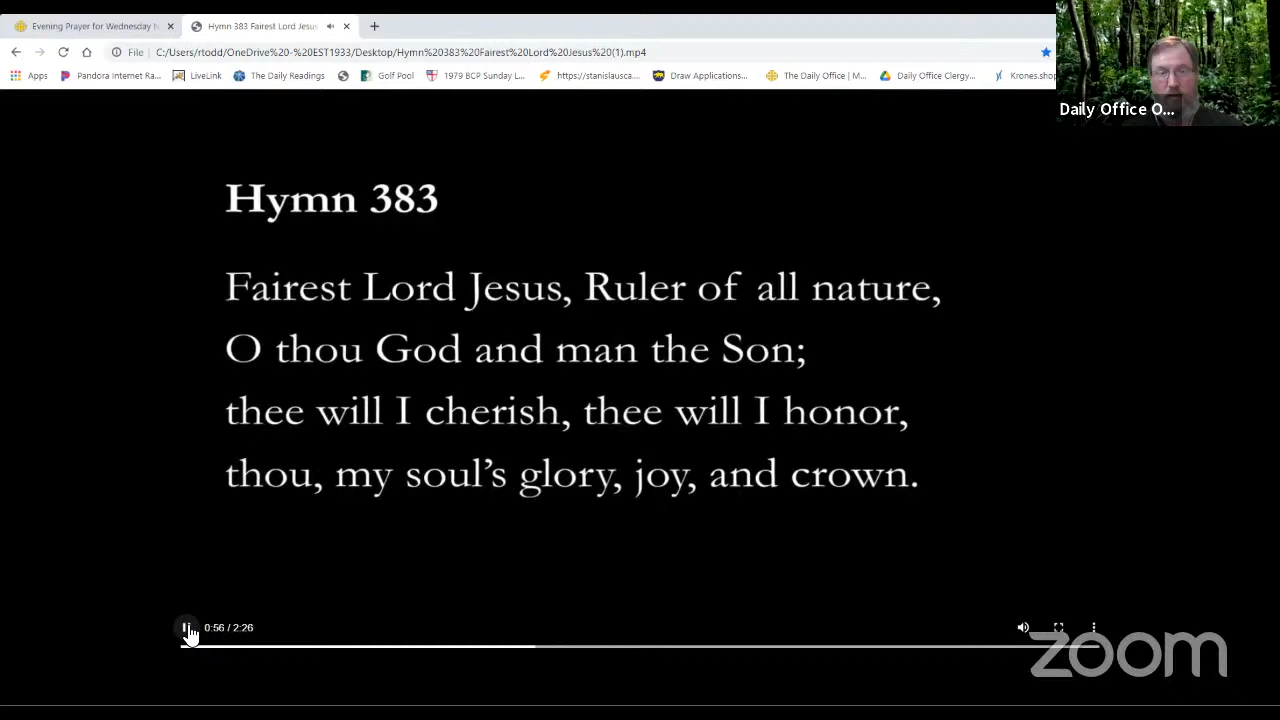 Evening Prayer for Wednesday N
Hymn 383 Fairest Lord Jesus
File
C:/Users/rtodd/OneDrive%20-%20EST1933/Desktop/Hymn%20383%20Fairest%20Lord%20Jesus%20(1).mp4
Apps
Pandora Internet Ra...
LiveLink
The Daily Readings
Golf Pool
1979 BCP Sunday L...
https://stanislausca....
Draw Applications...
The Daily Office | M...
Daily Office Clergy...
Krones.shop
Daily Office O...
Hymn 383
Fairest Lord Jesus, Ruler of all nature,
O thou God and man the Son;
thee will I cherish, thee will I honor,
thou, my soul’s glory, joy, and crown.
0:56 / 2:26
zoom